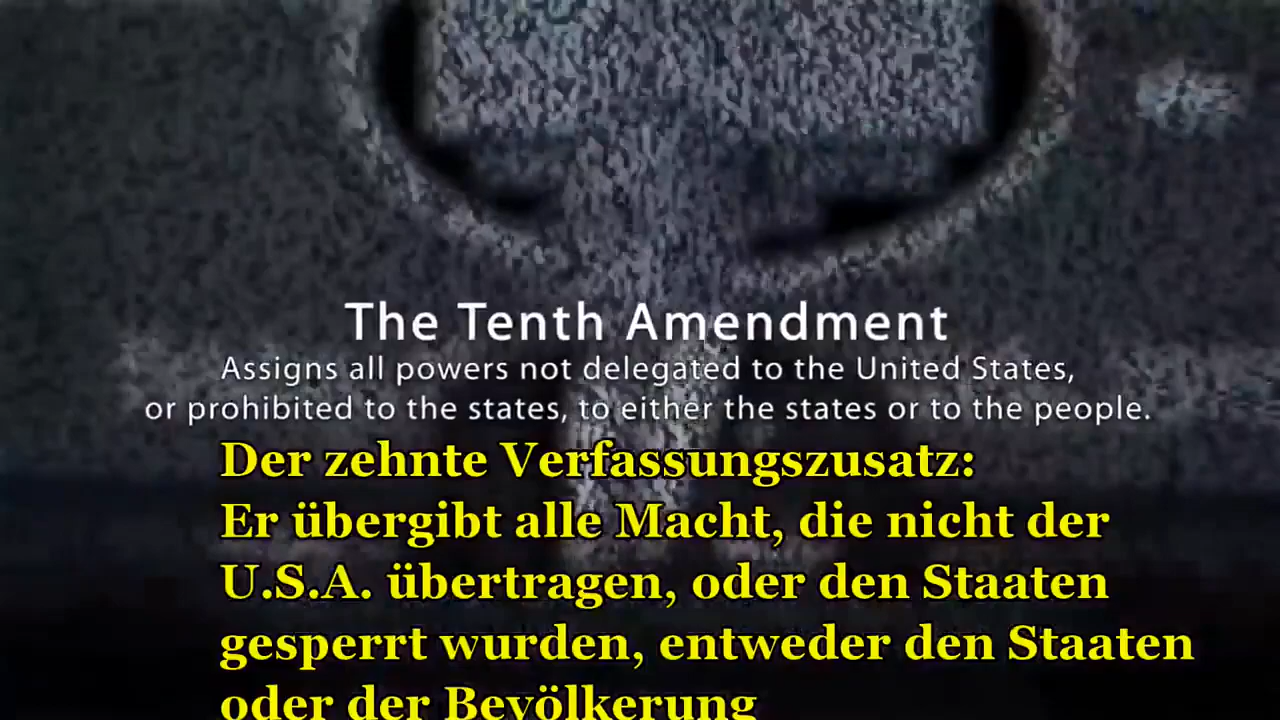 The Tenth Amendment
Assigns all powers not delegated to the United States,
or prohibited to the states, to either the states or to the people.
Der zehnte Verfassungszusatz:
Er übergibt alle Macht, die nicht der
U.S.A. übertragen, oder den Staaten
gesperrt wurden, entweder den Staaten
oder der Bevölkerung